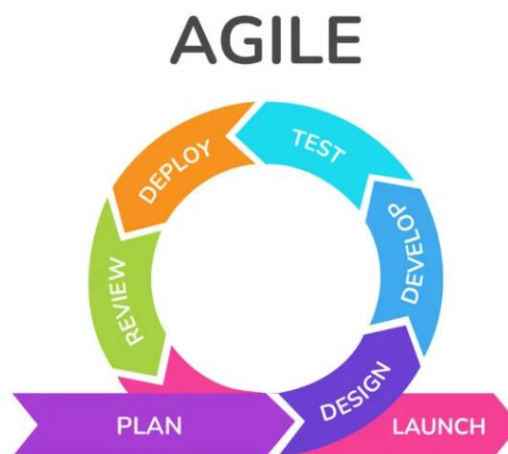 AGILE
TEST
DEPLOY
DEVELOP
REVIEW
DESIGN
PLAN
LAUNCH